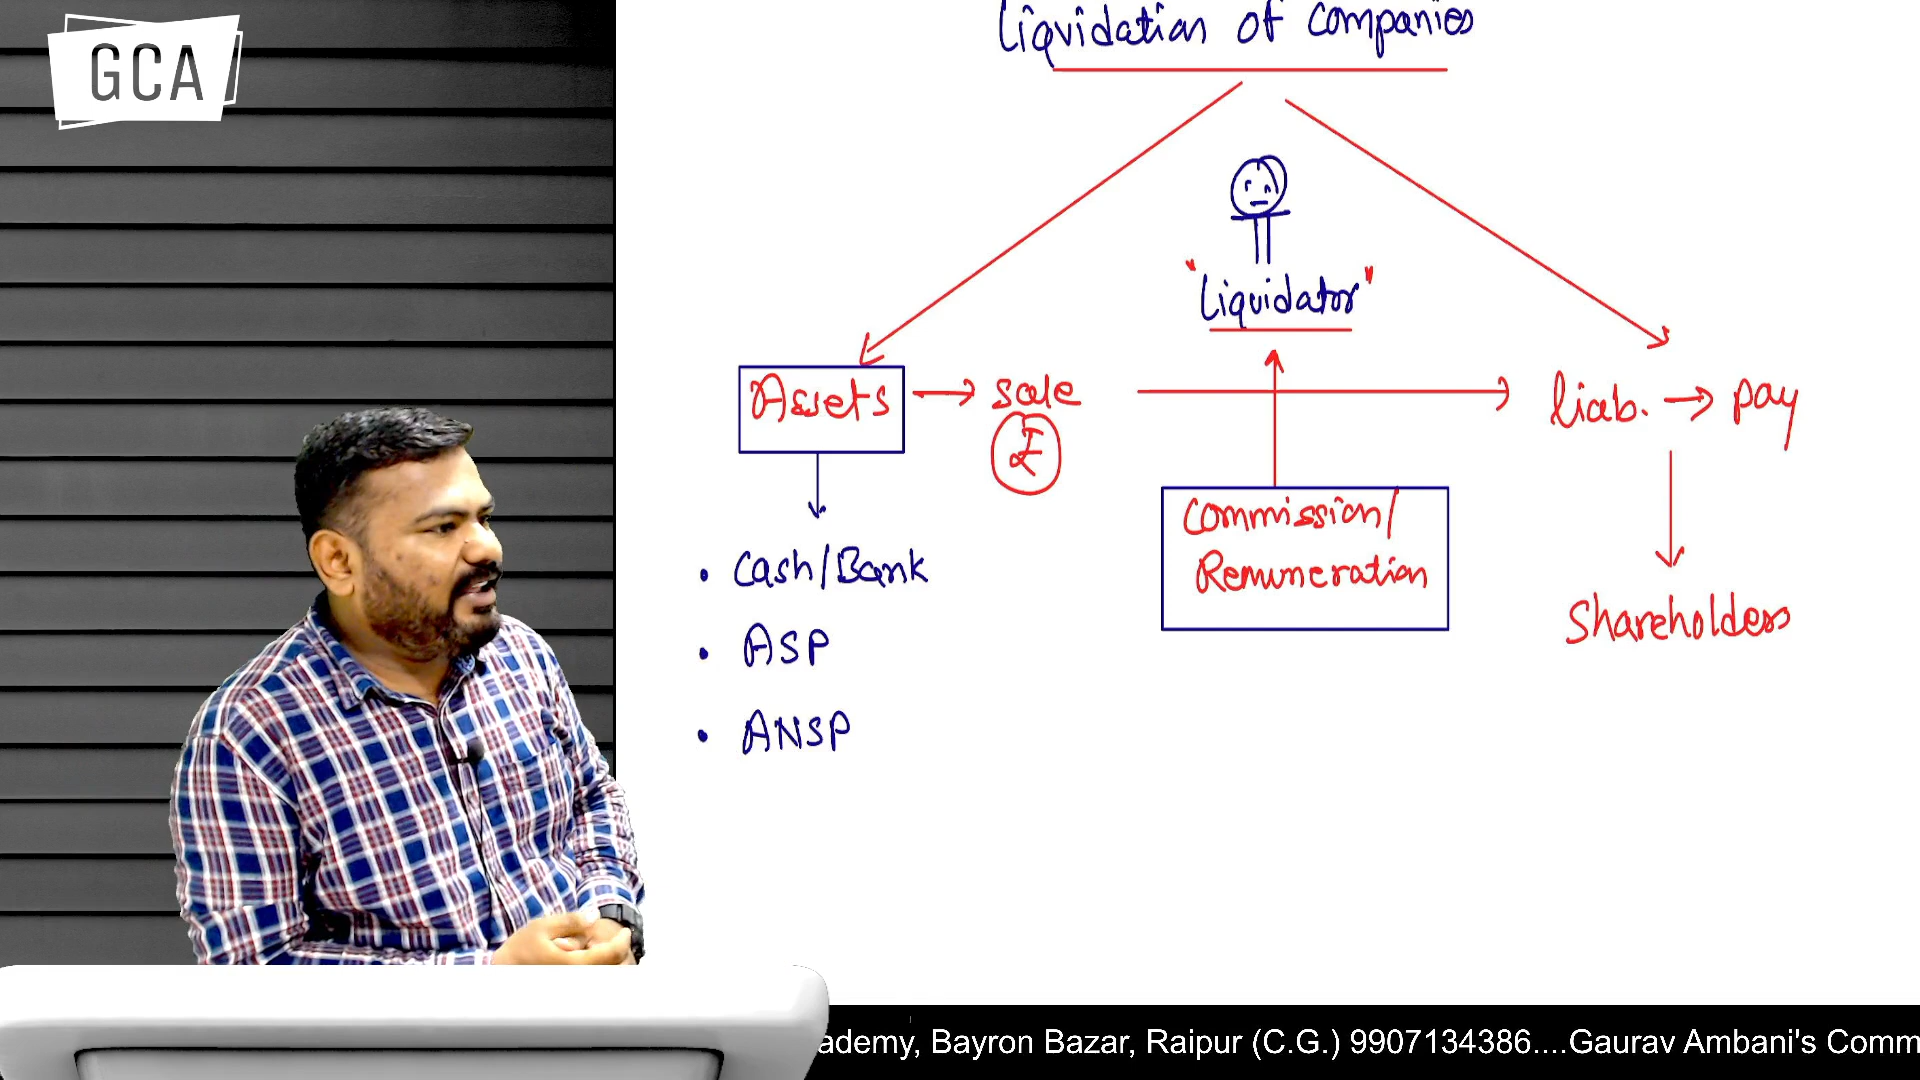 GCA
Liquidation of Companies
"Liquidator"
Assets → sale → liab. → pay
₹
Commission/
Remuneration
Shareholders
• Cash/Bank
• ASP
• ANSP
ademy, Bayron Bazar, Raipur (C.G.) 9907134386....Gaurav Ambani's Comm